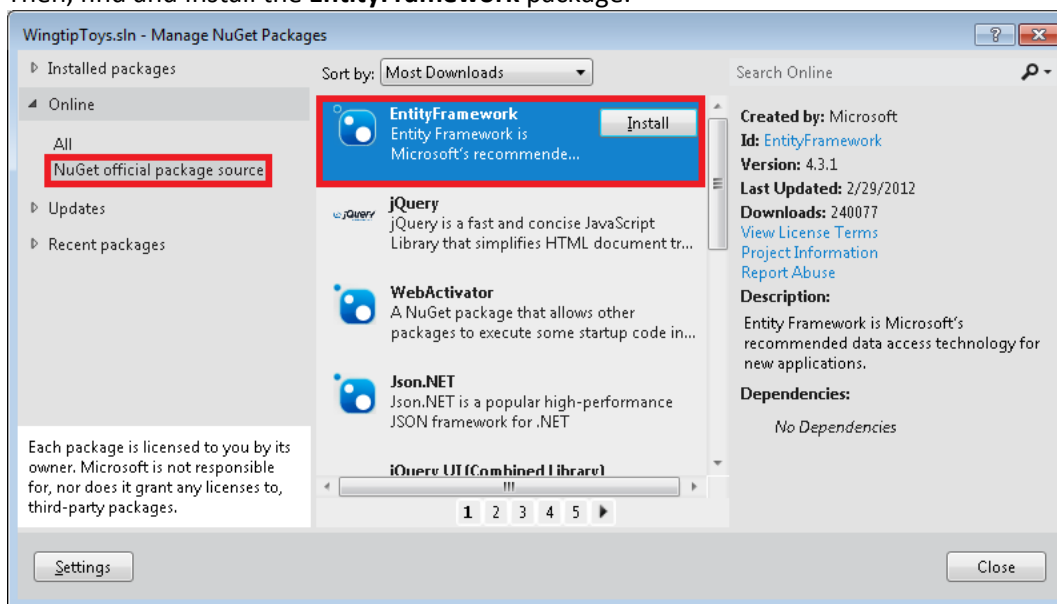 Then, find and install the EntityFramework package:
WingtipToys.sln - Manage NuGet Packages
Installed packages
Online
All
NuGet official package source
Updates
Recent packages
Each package is licensed to you by its
owner. Microsoft is not responsible
for, nor does it grant any licenses to,
third-party packages.
Settings
Sort by: Most Downloads
EntityFramework
Install
Entity Framework is
Microsoft's recommende...
jQuery
jQuery
jQuery is a fast and concise JavaScript
Library that simplifies HTML document tr...
WebActivator
A NuGet package that allows other
packages to execute some startup code in...
Json.NET
Json.NET is a popular high-performance
JSON framework for .NET
jQuery UI (Combined Library)
1 2 3 4 5
Search Online
Created by: Microsoft
Id: EntityFramework
Version: 4.3.1
Last Updated: 2/29/2012
Downloads: 240077
View License Terms
Project Information
Report Abuse
Description:
Entity Framework is Microsoft's
recommended data access technology for
new applications.
Dependencies:
No Dependencies
Close